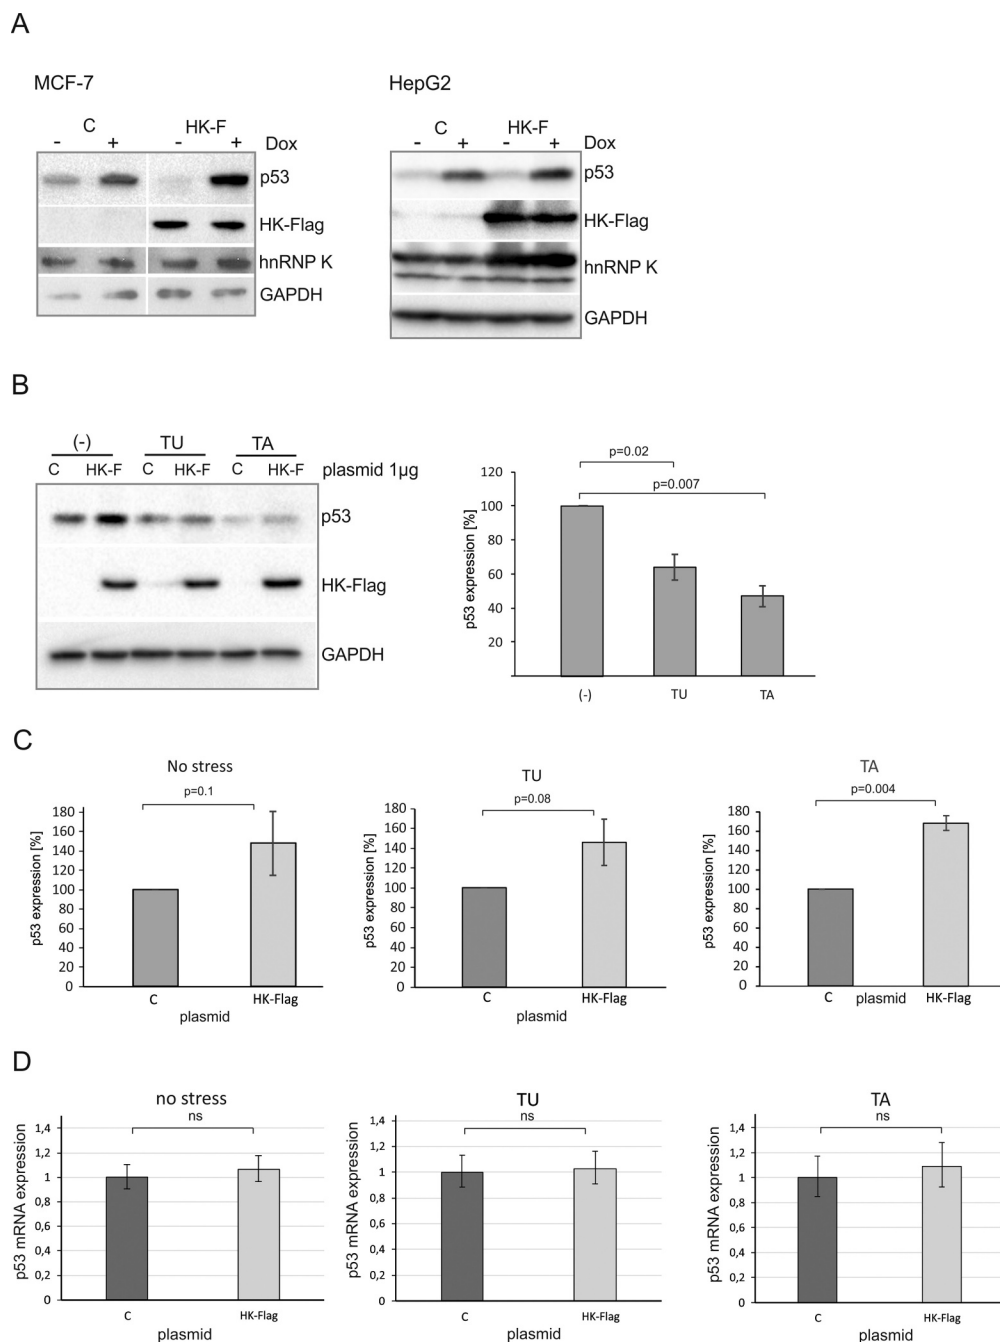 A
MCF-7
HepG2
C HK-F
- + - + Dox
p53
HK-Flag
hnRNP K
GAPDH
C HK-F
- + - + Dox
p53
HK-Flag
hnRNP K
GAPDH
B
(-) TU TA
C HK-F C HK-F C HK-F plasmid 1µg
p53
HK-Flag
GAPDH
p=0.02
p=0.007
p53 expression [%]
120
100
80
60
40
20
(-) TU TA
C
No stress
p=0.1
p53 expression [%]
180
160
140
120
100
80
60
40
20
0
C HK-Flag
plasmid
TU
p=0.08
p53 expression [%]
180
160
140
120
100
80
60
40
20
0
C HK-Flag
plasmid
TA
p=0.004
p53 expression [%]
180
160
140
120
100
80
60
40
20
0
C plasmid HK-Flag
D
no stress
ns
p53 mRNA expression
1,4
1,2
1
0,8
0,6
0,4
0,2
0
C HK-Flag
plasmid
TU
ns
p53 mRNA expression
1,4
1,2
1
0,8
0,6
0,4
0,2
0
C HK-Flag
plasmid
TA
ns
p53 mRNA expression
1,4
1,2
1
0,8
0,6
0,4
0,2
0
C HK-Flag
plasmid